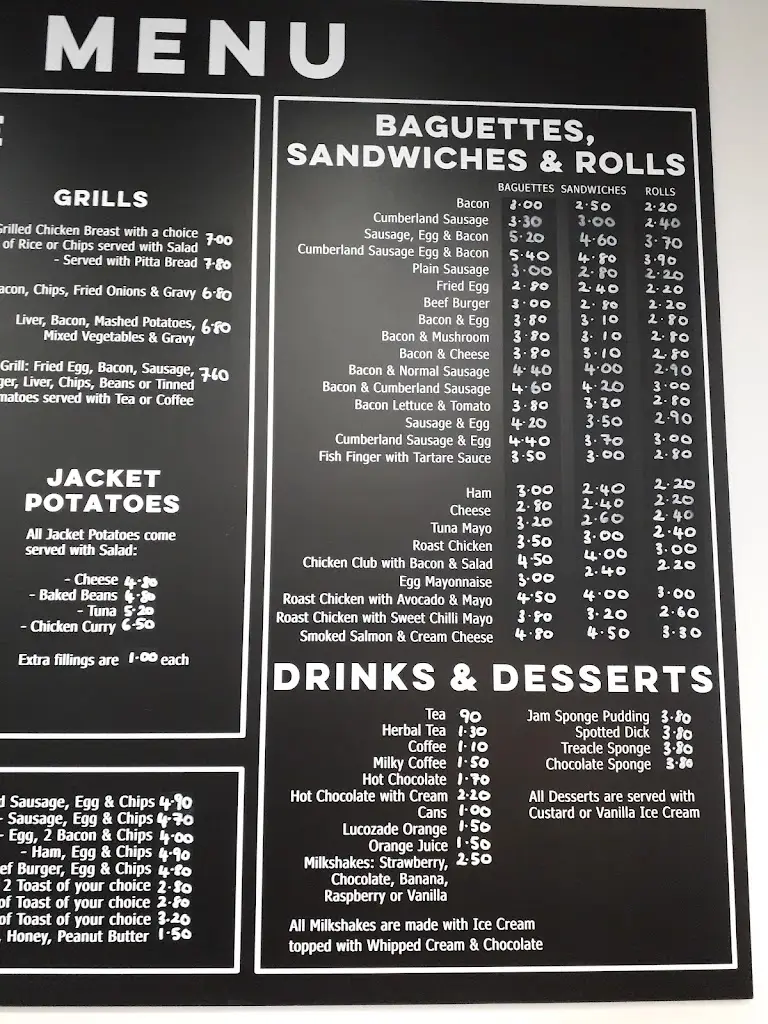 MENU
GRILLS
Grilled Chicken Breast with a choice
of Rice or Chips served with Salad 7.00
- Served with Pitta Bread 7.80
Chips, Fried Onions & Gravy 6.80
Liver, Bacon, Mashed Potatoes,
Mixed Vegetables & Gravy 6.80
Grill: Fried Egg, Bacon, Sausage, 7.60
Liver, Chips, Beans or Tinned
served with Tea or Coffee
JACKET
POTATOES
All Jacket Potatoes come
served with Salad:
- Cheese 4.80
- Baked Beans 4.80
- Tuna 5.20
- Chicken Curry 6.50
Extra fillings are 1.00 each
Sausage, Egg & Chips 4.90
- Sausage, Egg & Chips 4.70
- Egg, 2 Bacon & Chips 4.00
- Ham, Egg & Chips 4.90
Burger, Egg & Chips 4.80
2 Toast of your choice 2.80
of Toast of your choice 2.80
of Toast of your choice 3.20
Honey, Peanut Butter 1.50
BAGUETTES,
SANDWICHES & ROLLS
BAGUETTES SANDWICHES ROLLS
Bacon 3.00 2.50 2.20
Cumberland Sausage 3.30 3.00 2.40
Sausage, Egg & Bacon 5.20 4.60 3.70
Cumberland Sausage Egg & Bacon 5.40 4.80 3.90
Plain Sausage 3.00 2.80 2.20
Fried Egg 2.80 2.40 2.20
Beef Burger 3.00 2.80 2.20
Bacon & Egg 3.80 3.10 2.80
Bacon & Mushroom 3.80 3.10 2.80
Bacon & Cheese 3.80 3.10 2.80
Bacon & Normal Sausage 4.40 4.00 2.90
Bacon & Cumberland Sausage 4.60 4.20 3.00
Bacon Lettuce & Tomato 3.80 3.30 2.80
Sausage & Egg 4.20 3.50 2.90
Cumberland Sausage & Egg 4.40 3.70 3.00
Fish Finger with Tartare Sauce 3.50 3.00 2.80
Ham 3.00 2.40 2.20
Cheese 2.80 2.40 2.20
Tuna Mayo 3.20 2.60 2.40
Roast Chicken 3.50 3.00 2.40
Chicken Club with Bacon & Salad 4.50 4.00 3.00
Egg Mayonnaise 3.00 2.40 2.20
Roast Chicken with Avocado & Mayo 4.50 4.00 3.00
Roast Chicken with Sweet Chilli Mayo 3.80 3.20 2.60
Smoked Salmon & Cream Cheese 4.80 4.50 3.30
DRINKS & DESSERTS
Tea 90
Herbal Tea 1.30
Coffee 1.10
Milky Coffee 1.50
Hot Chocolate 1.70
Hot Chocolate with Cream 2.20
Cans 1.00
Lucozade Orange 1.50
Orange Juice 1.50
Milkshakes: Strawberry, 2.50
Chocolate, Banana,
Raspberry or Vanilla
All Milkshakes are made with Ice Cream
topped with Whipped Cream & Chocolate
Jam Sponge Pudding 3.80
Spotted Dick 3.80
Treacle Sponge 3.80
Chocolate Sponge 3.80
All Desserts are served with
Custard or Vanilla Ice Cream